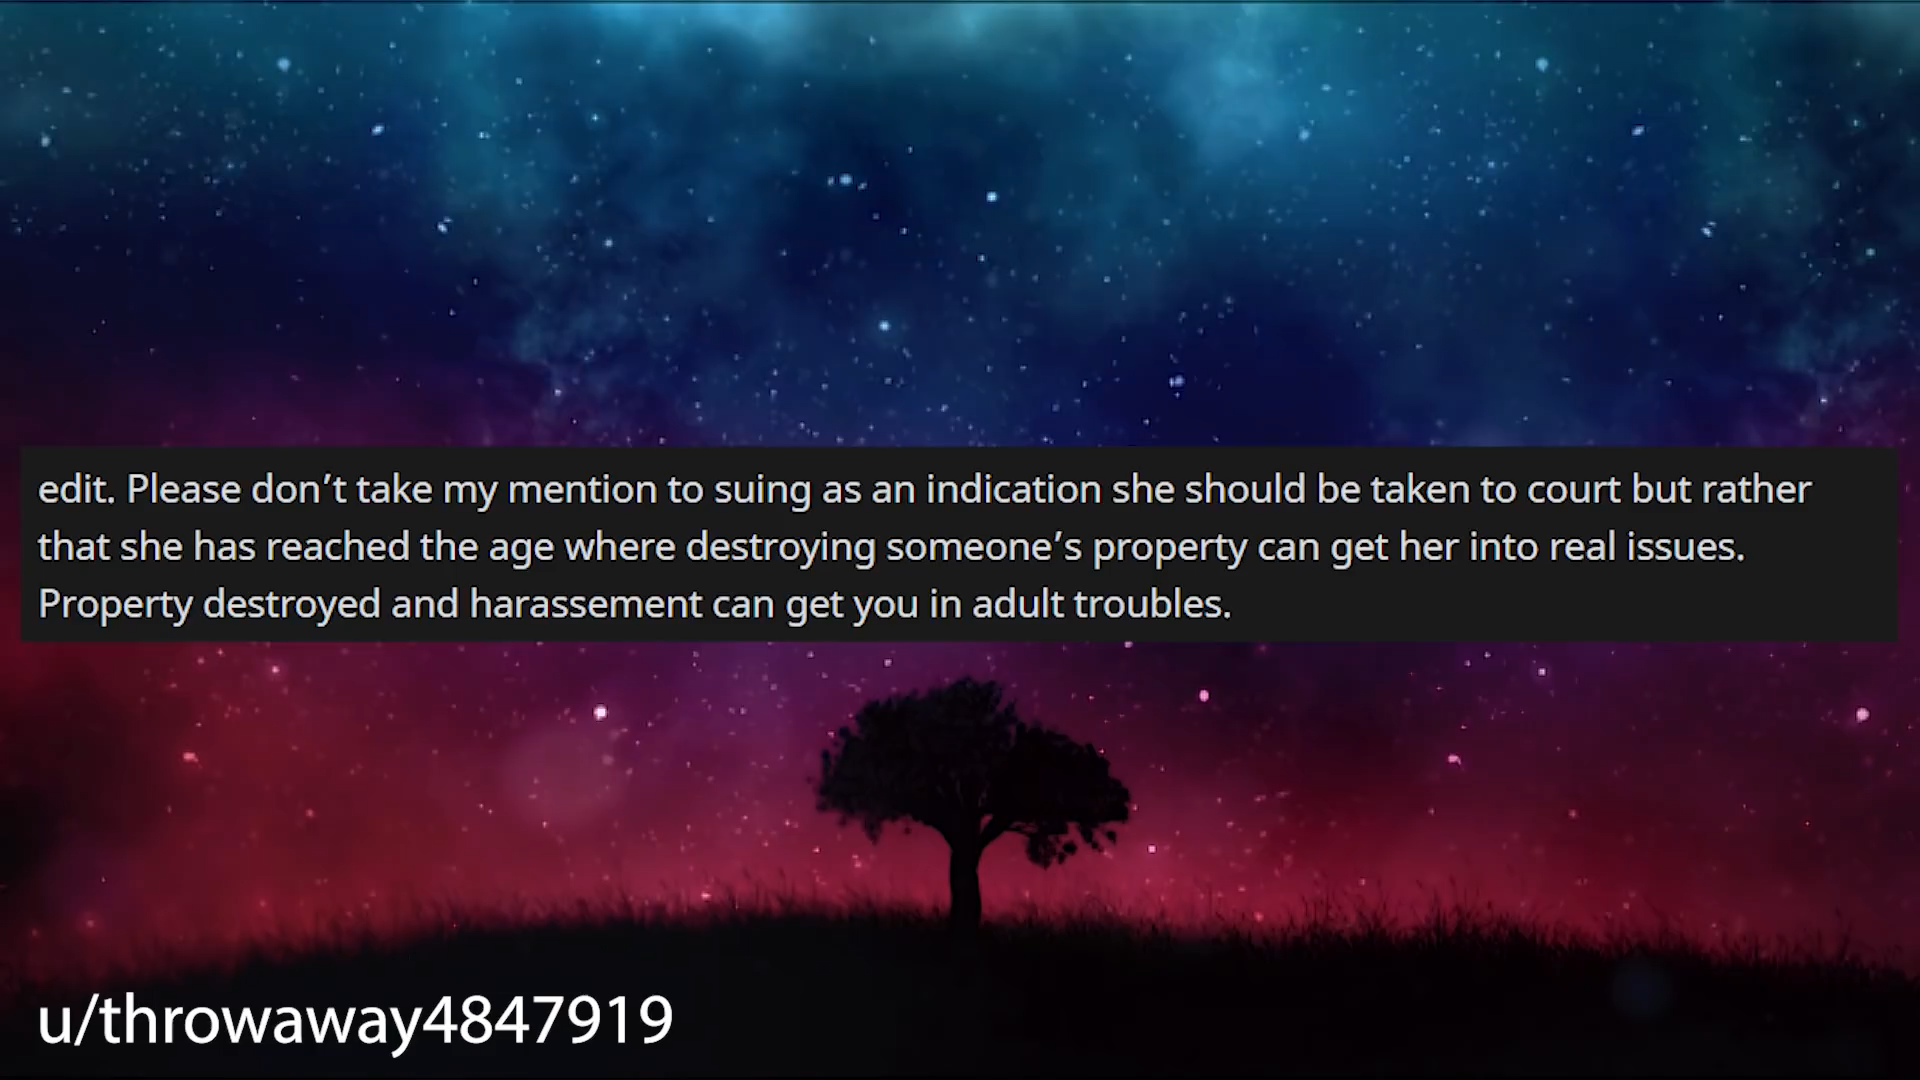 edit. Please don’t take my mention to suing as an indication she should be taken to court but rather
that she has reached the age where destroying someone’s property can get her into real issues.
Property destroyed and harassement can get you in adult troubles.
u/throwaway4847919